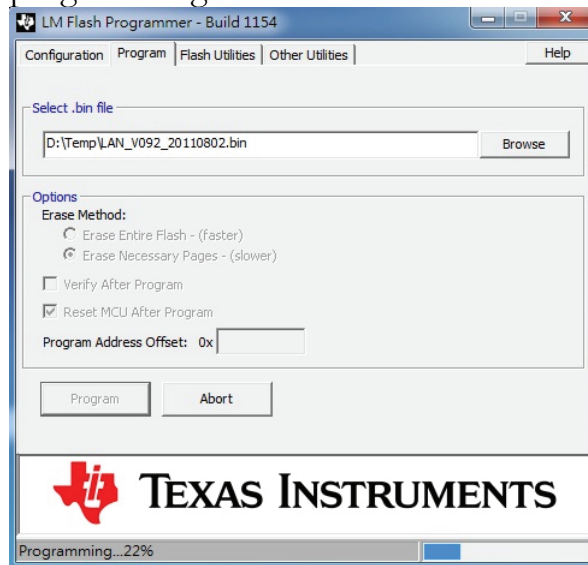 LM Flash Programmer - Build 1154
Configuration Program Flash Utilities Other Utilities Help
Select .bin file
D:\Temp\LAN_V092_20110802.bin Browse
Options
Erase Method:
Erase Entire Flash - (faster)
Erase Necessary Pages - (slower)
Verify After Program
Reset MCU After Program
Program Address Offset: 0x
Program Abort
TEXAS INSTRUMENTS
Programming...22%